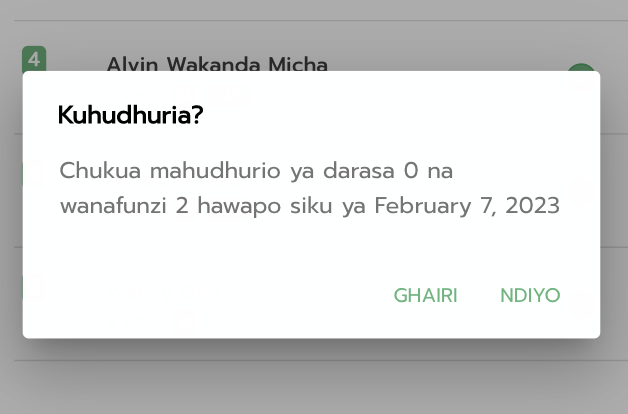 4
Alvin Wakanda Micha
Kuhudhuria?
Chukua mahudhurio ya darasa 0 na
wanafunzi 2 hawapo siku ya February 7, 2023
GHAIRI NDIYO